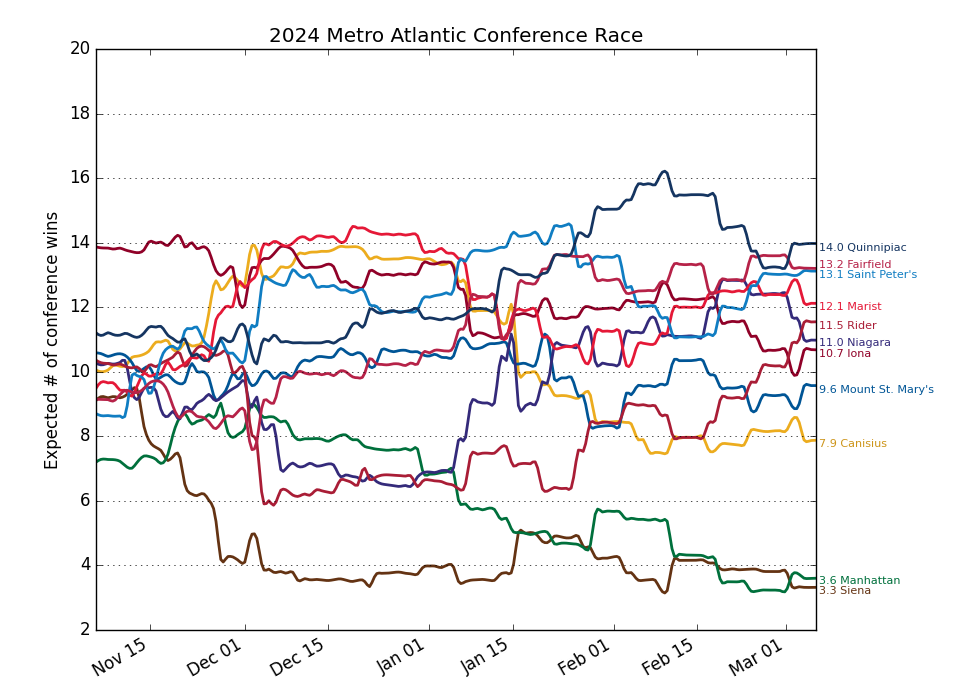 2024 Metro Atlantic Conference Race
Expected # of conference wins
20
18
16
14
12
10
8
6
4
2
Nov 15
Dec 01
Dec 15
Jan 01
Jan 15
Feb 01
Feb 15
Mar 01
14.0 Quinnipiac
13.2 Fairfield
13.1 Saint Peter's
12.1 Marist
11.5 Rider
11.0 Niagara
10.7 Iona
9.6 Mount St. Mary's
7.9 Canisius
3.6 Manhattan
3.3 Siena